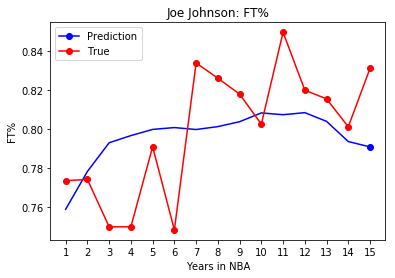 Joe Johnson: FT%
Prediction
True
FT%
0.84
0.82
0.80
0.78
0.76
1 2 3 4 5 6 7 8 9 10 11 12 13 14 15
Years in NBA